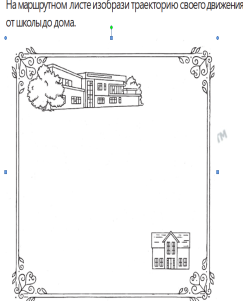 На маршрутном листе изобрази траекторию своего движения
от школы до дома.